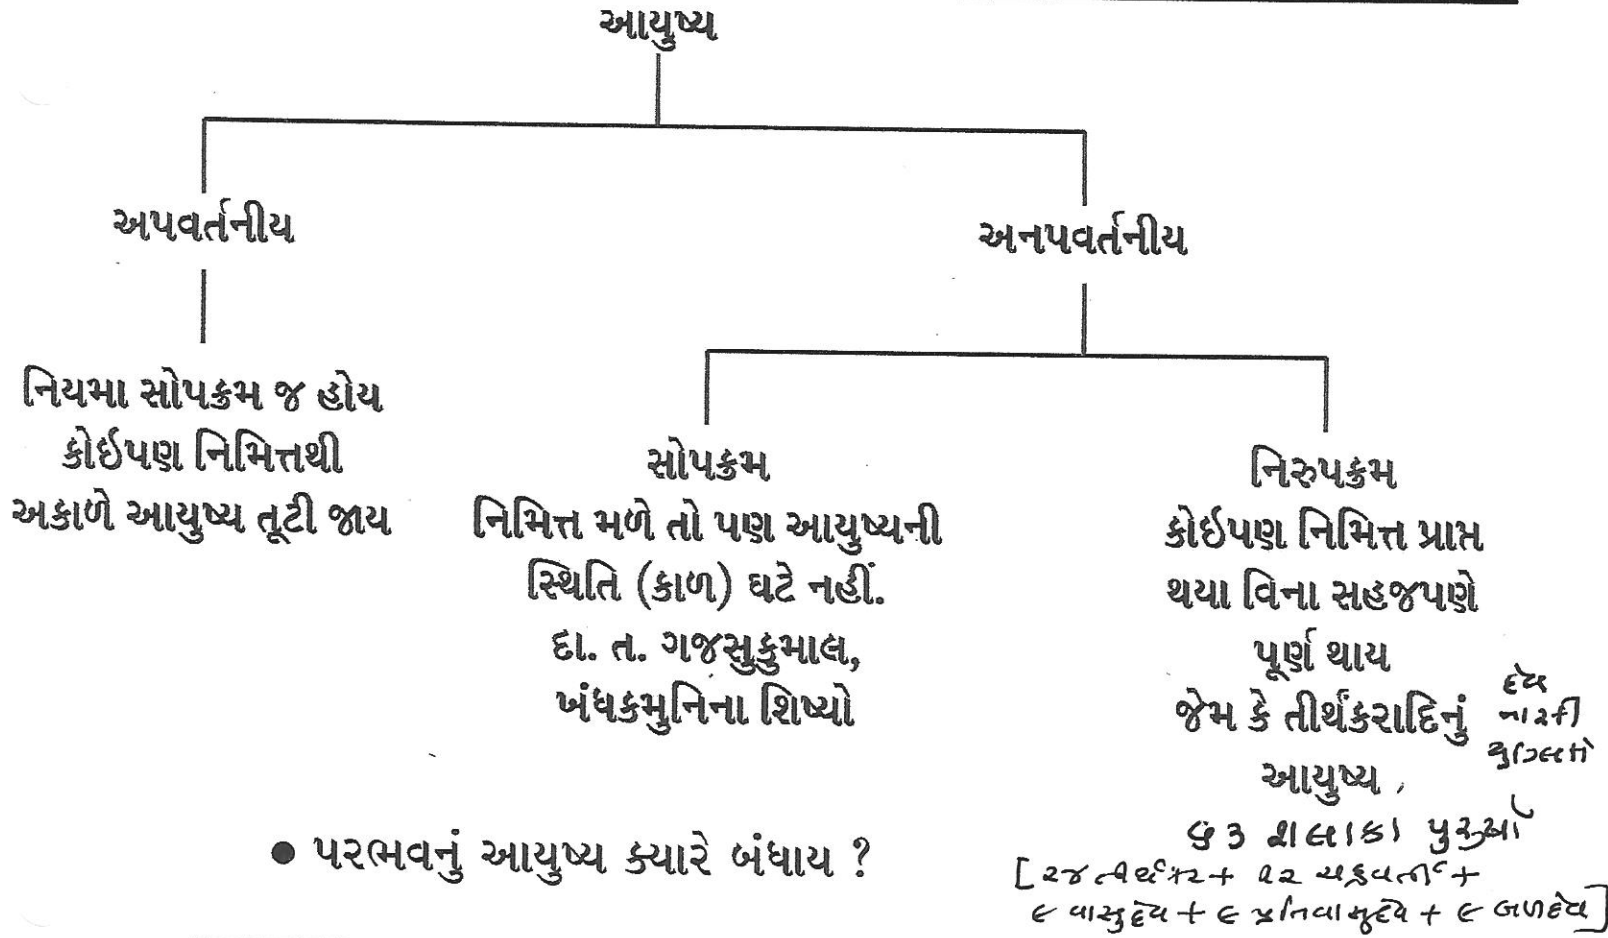 આયુષ્ય
અપવર્તનીય
અનપવર્તનીય
નિયમા સોપક્રમ જ હોય
કોઇપણ નિમિત્તથી
અકાળે આયુષ્ય તૂટી જાય
સોપક્રમ
નિમિત્ત મળે તો પણ આયુષ્યની
સ્થિતિ (કાળ) ઘટે નહીં.
દા. ત. ગજસુકુમાલ,
ખંધકમુનિના શિષ્યો
નિરુપક્રમ
કોઇપણ નિમિત્ત પ્રાપ્ત
થયા વિના સહજપણે
પૂર્ણ થાય
જેમ કે તીર્થંકરાદિનું
આયુષ્ય
દેવ
નારકી
યુગલિકો
૬૩ શલાકા પુરુષો
[૨૪ તીર્થંકર + ૧૨ ચક્રવર્તી +
૯ વાસુદેવ + ૯ પ્રતિવાસુદેવ + ૯ બળદેવ]
• પરભવનું આયુષ્ય ક્યારે બંધાય ?